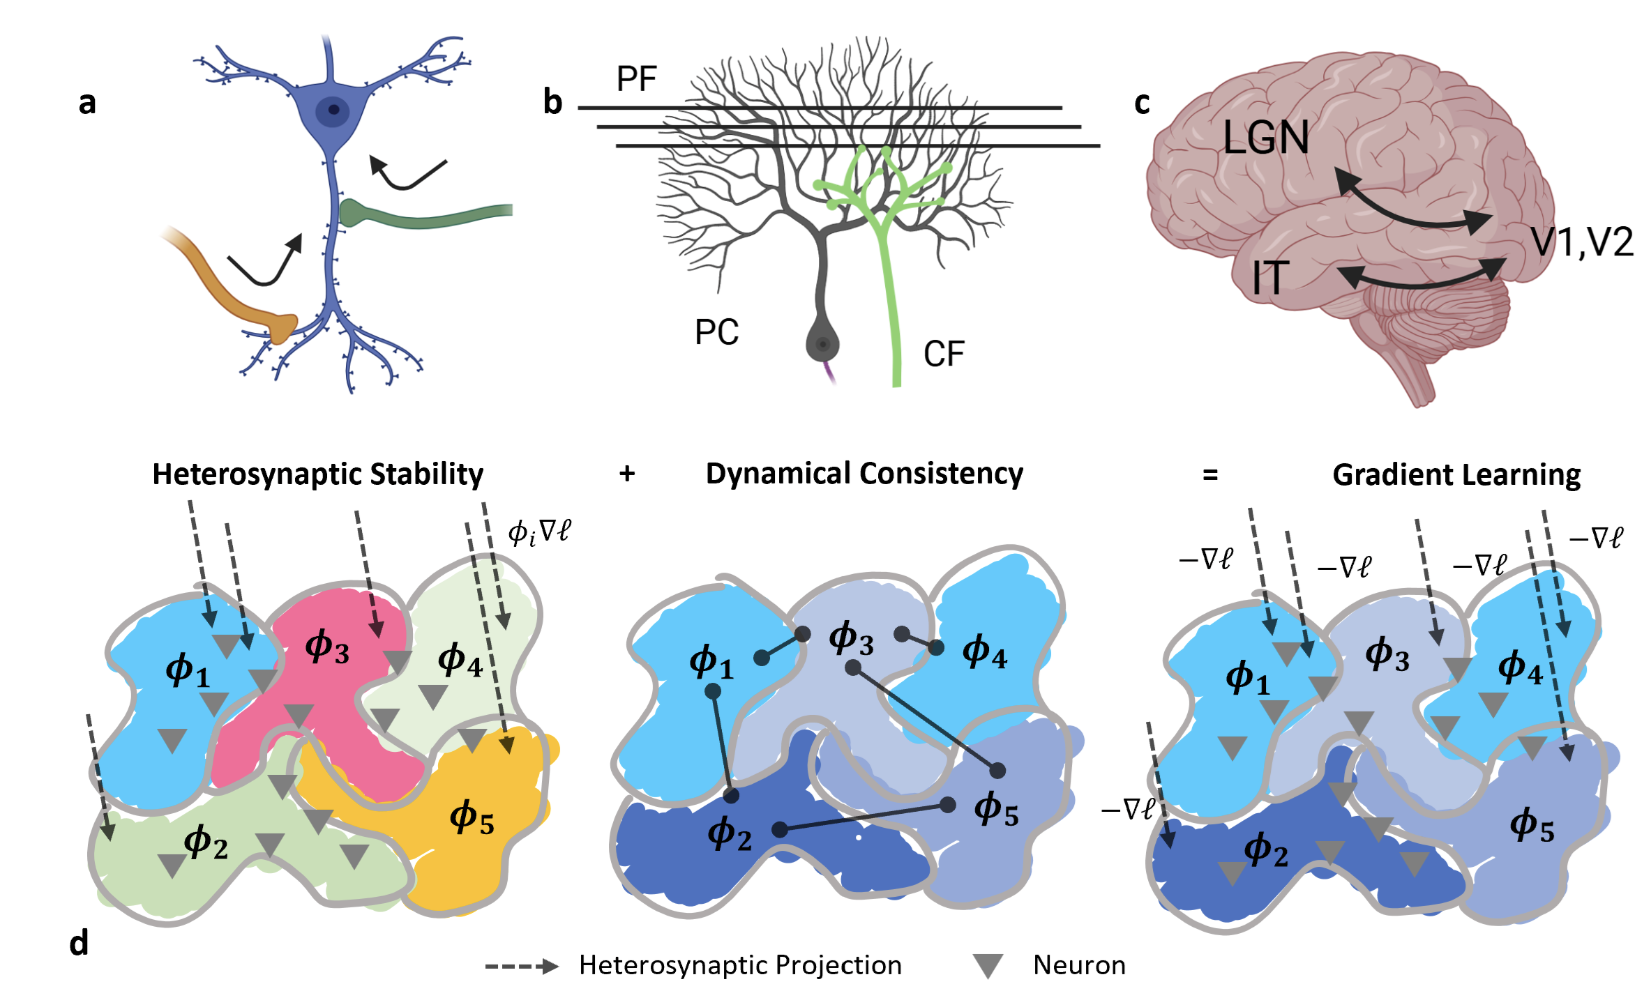 a
b
c
PF
PC
CF
LGN
IT
V1,V2
Heterosynaptic Stability + Dynamical Consistency = Gradient Learning
ϕᵢ∇ℓ
ϕ₁
ϕ₃
ϕ₄
ϕ₂
ϕ₅
ϕ₁
ϕ₃
ϕ₄
ϕ₂
ϕ₅
−∇ℓ
−∇ℓ
−∇ℓ
−∇ℓ
−∇ℓ
ϕ₁
ϕ₃
ϕ₄
ϕ₂
ϕ₅
d
Heterosynaptic Projection
Neuron